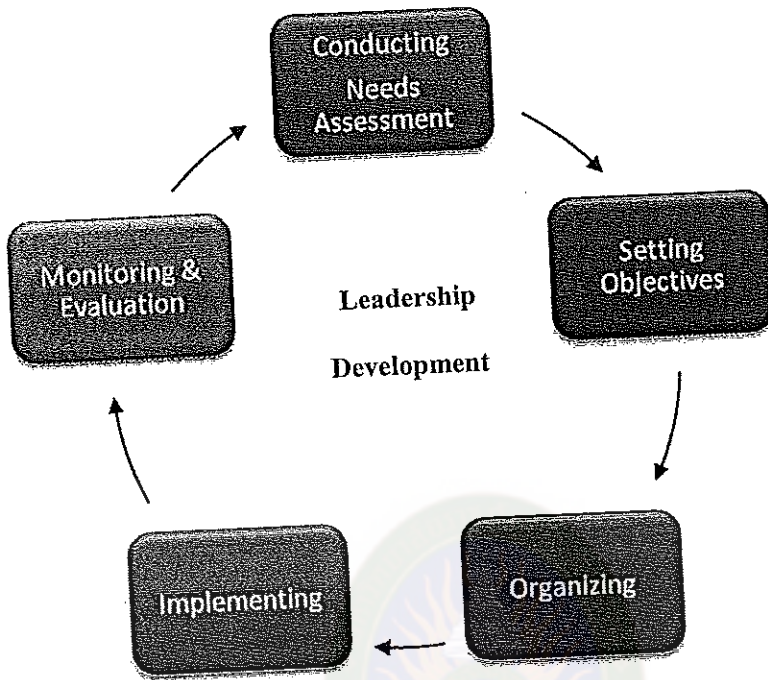 Conducting
Needs
Assessment
Setting
Objectives
Organizing
Implementing
Monitoring &
Evaluation
Leadership
Development